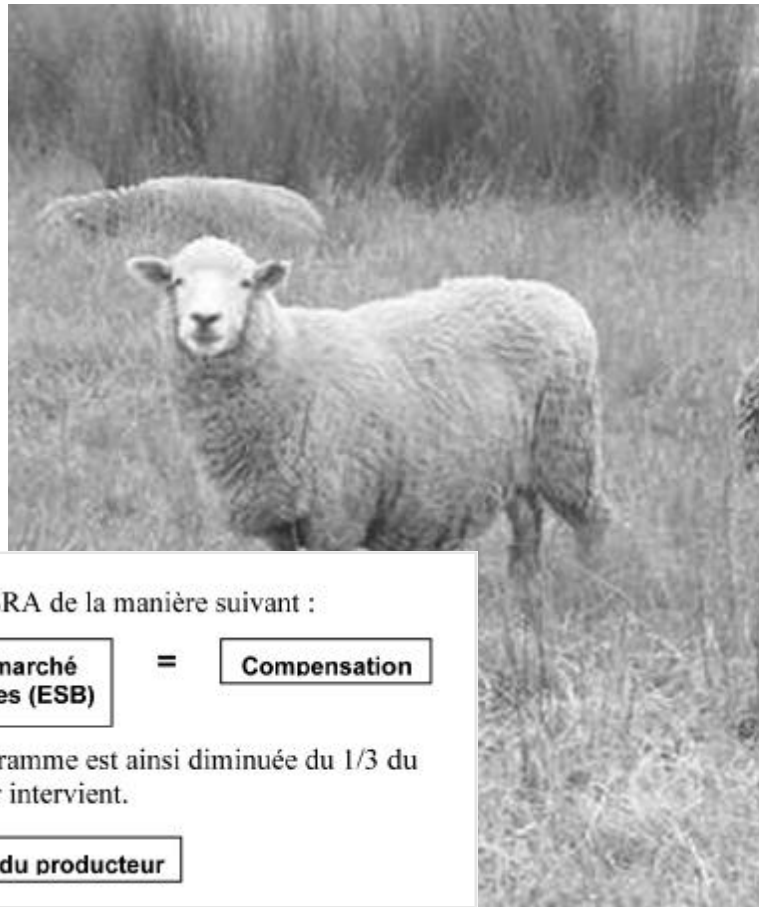 RA de la manière suivant :
marché = Compensation
es (ESB)
ramme est ainsi diminuée du 1/3 du
r intervient.
du producteur